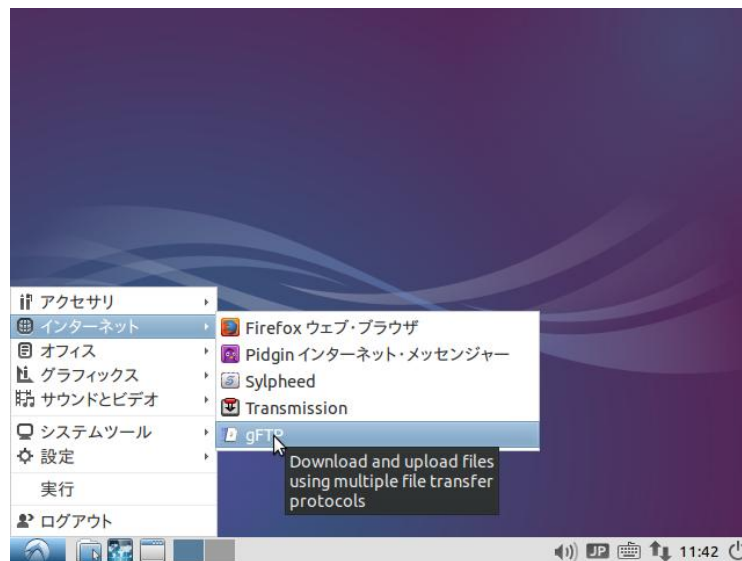 アクセサリ
インターネット
オフィス
グラフィックス
サウンドとビデオ
システムツール
設定
実行
ログアウト
Firefox ウェブ・ブラウザ
Pidgin インターネット・メッセンジャー
Sylpheed
Transmission
gFTP
Download and upload files
using multiple file transfer
protocols
JP
11:42